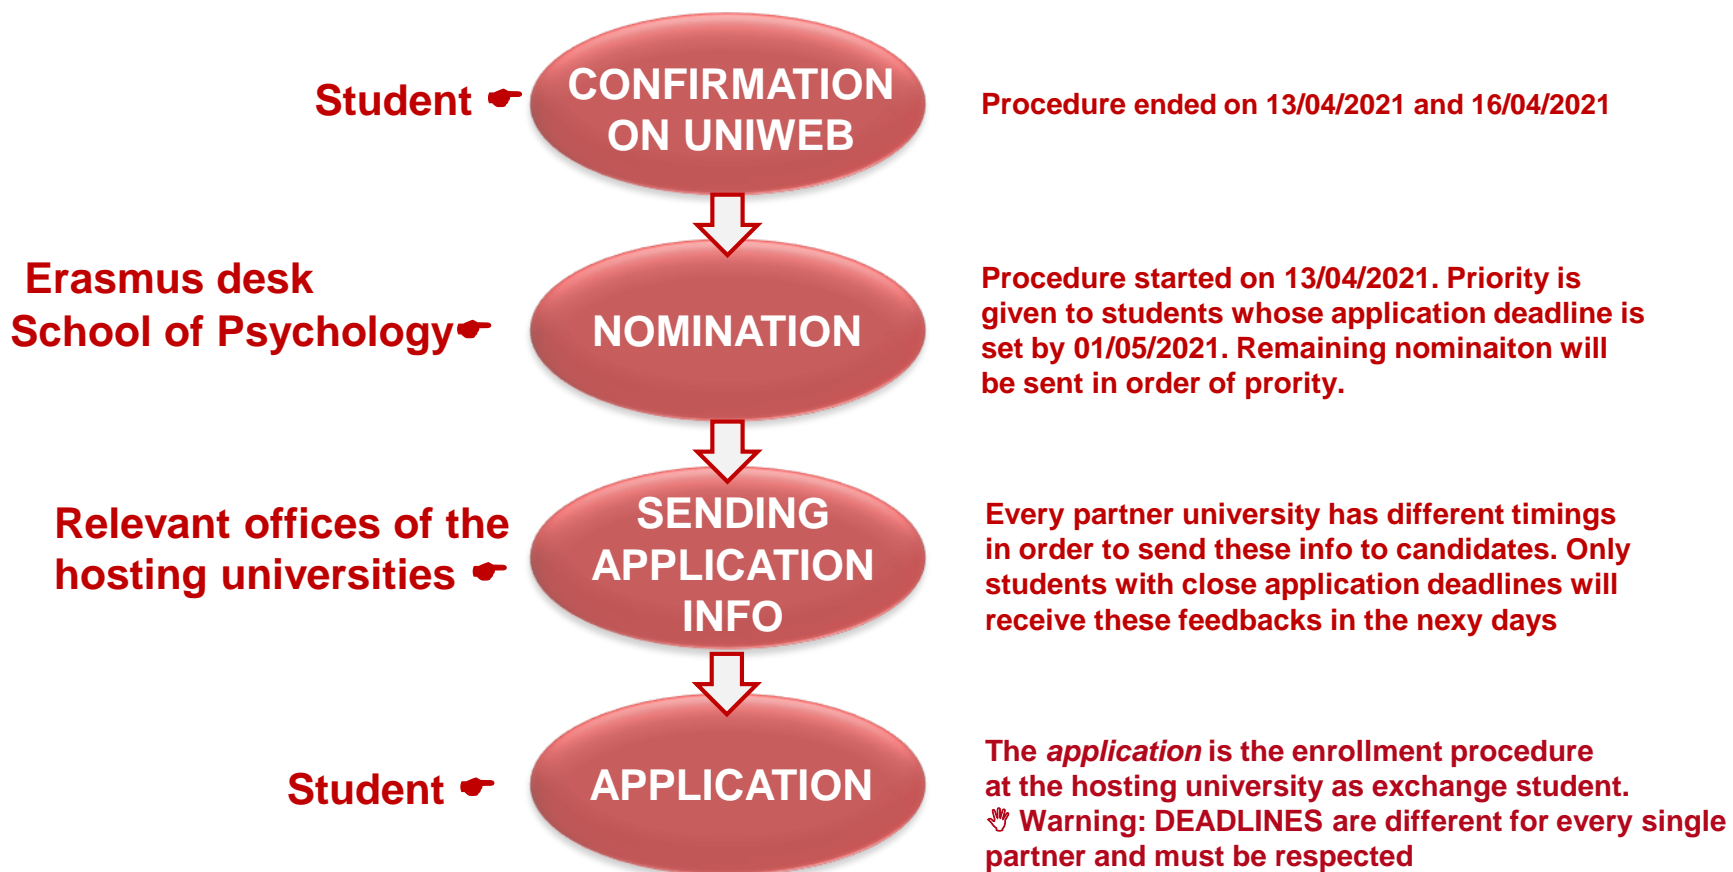 Student ☛
CONFIRMATION
ON UNIWEB
Procedure ended on 13/04/2021 and 16/04/2021
Erasmus desk
School of Psychology☛
NOMINATION
Procedure started on 13/04/2021. Priority is
given to students whose application deadline is
set by 01/05/2021. Remaining nominaiton will
be sent in order of prority.
Relevant offices of the
hosting universities ☛
SENDING
APPLICATION
INFO
Every partner university has different timings
in order to send these info to candidates. Only
students with close application deadlines will
receive these feedbacks in the nexy days
Student ☛
APPLICATION
The application is the enrollment procedure
at the hosting university as exchange student.
Warning: DEADLINES are different for every single
partner and must be respected